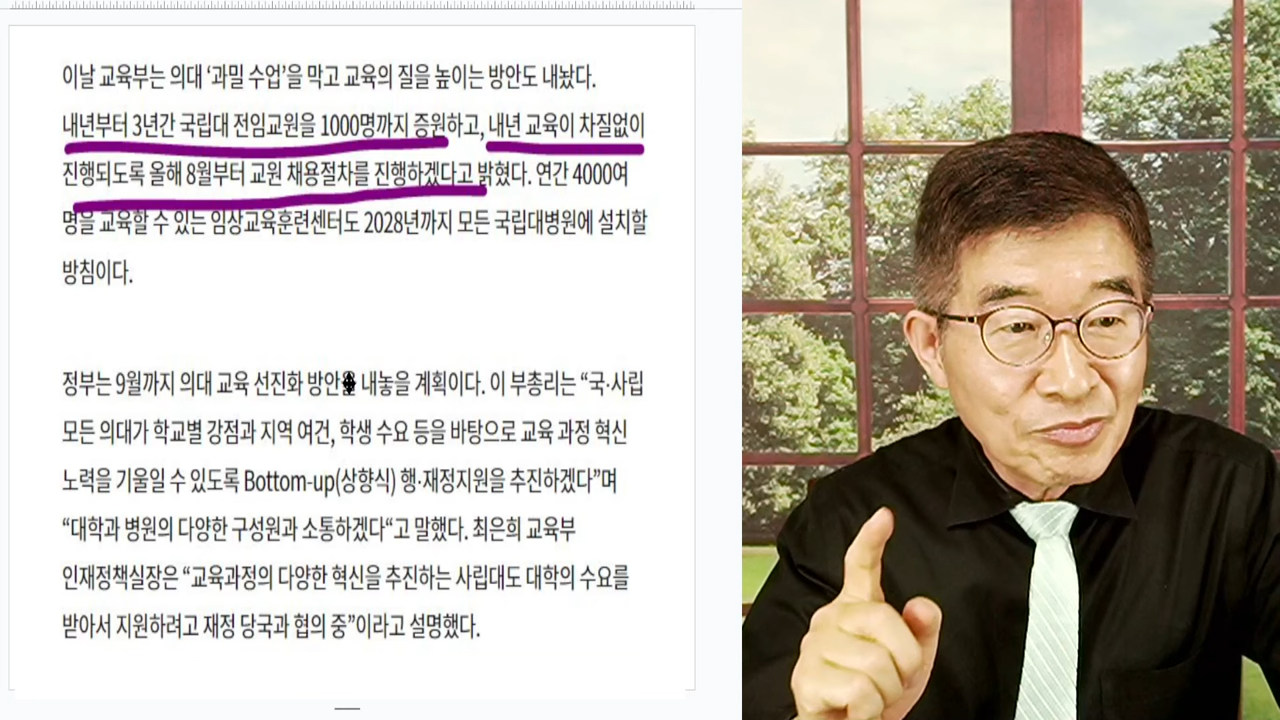 이날 교육부는 의대 ‘과밀 수업’을 막고 교육의 질을 높이는 방안도 내놨다.
내년부터 3년간 국립대 전임교원을 1000명까지 증원하고, 내년 교육이 차질없이
진행되도록 올해 8월부터 교원 채용절차를 진행하겠다고 밝혔다. 연간 4000여
명을 교육할 수 있는 임상교육훈련센터도 2028년까지 모든 국립대병원에 설치할
방침이다.
정부는 9월까지 의대 교육 선진화 방안을 내놓을 계획이다. 이 부총리는 “국·사립
모든 의대가 학교별 강점과 지역 여건, 학생 수요 등을 바탕으로 교육 과정 혁신
노력을 기울일 수 있도록 Bottom-up(상향식) 행·재정지원을 추진하겠다”며
“대학과 병원의 다양한 구성원과 소통하겠다“고 말했다. 최은희 교육부
인재정책실장은 “교육과정의 다양한 혁신을 추진하는 사립대도 대학의 수요를
받아서 지원하려고 재정 당국과 협의 중”이라고 설명했다.